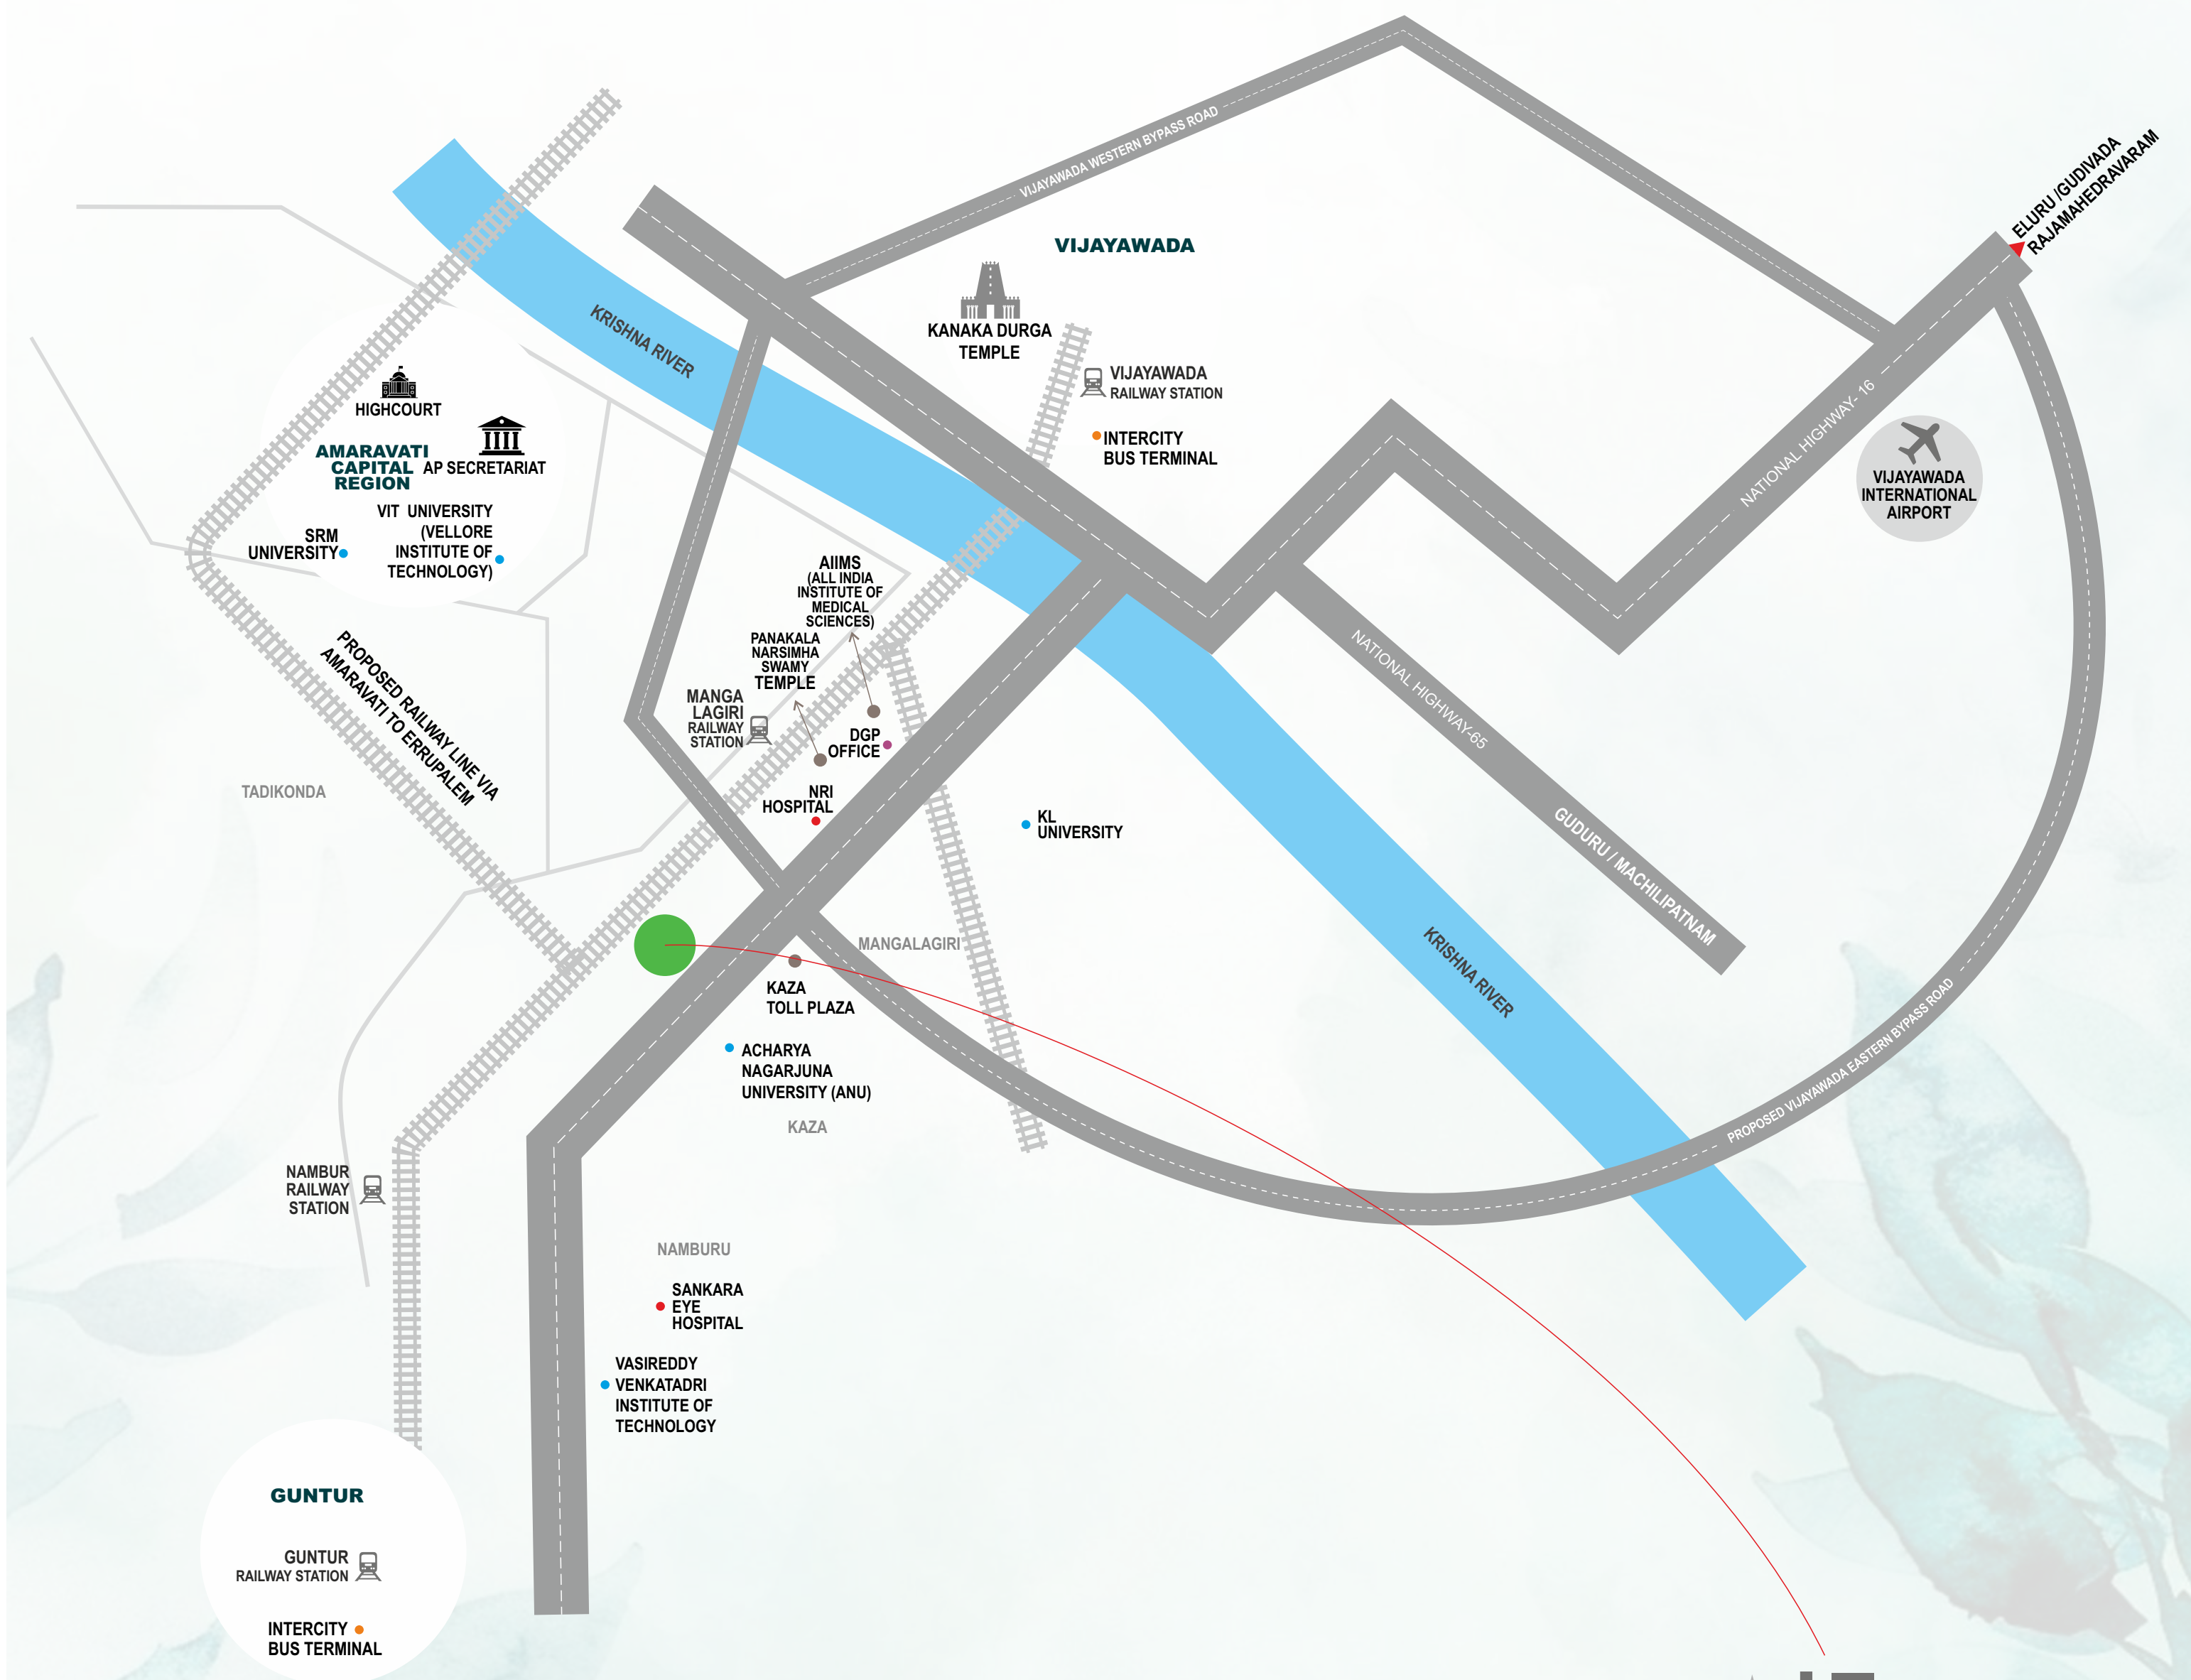 VIJAYAWADA WESTERN BYPASS ROAD
ELURU /GUDIVADA
RAJAMAHEDRAVARAM
VIJAYAWADA
KRISHNA RIVER
KANAKA DURGA
TEMPLE
VIJAYAWADA
RAILWAY STATION
INTERCITY
BUS TERMINAL
NATIONAL HIGHWAY- 16
VIJAYAWADA
INTERNATIONAL
AIRPORT
HIGHCOURT
AMARAVATI
CAPITAL
REGION
AP SECRETARIAT
VIT UNIVERSITY
(VELLORE
INSTITUTE OF
TECHNOLOGY)
SRM
UNIVERSITY
AIIMS
(ALL INDIA
INSTITUTE OF
MEDICAL
SCIENCES)
PANAKALA
NARSIMHA
SWAMY
TEMPLE
MANGA
LAGIRI
RAILWAY
STATION
DGP
OFFICE
NRI
HOSPITAL
PROPOSED RAILWAY LINE VIA
AMARAVATI TO ERRUPALEM
TADIKONDA
KL
UNIVERSITY
NATIONAL HIGHWAY-65
GUDURU / MACHILIPATNAM
MANGALAGIRI
KRISHNA RIVER
KAZA
TOLL PLAZA
ACHARYA
NAGARJUNA
UNIVERSITY (ANU)
KAZA
PROPOSED VIJAYAWADA EASTERN BYPASS ROAD
NAMBUR
RAILWAY
STATION
NAMBURU
SANKARA
EYE
HOSPITAL
VASIREDDY
VENKATADRI
INSTITUTE OF
TECHNOLOGY
GUNTUR
GUNTUR
RAILWAY STATION
INTERCITY
BUS TERMINAL